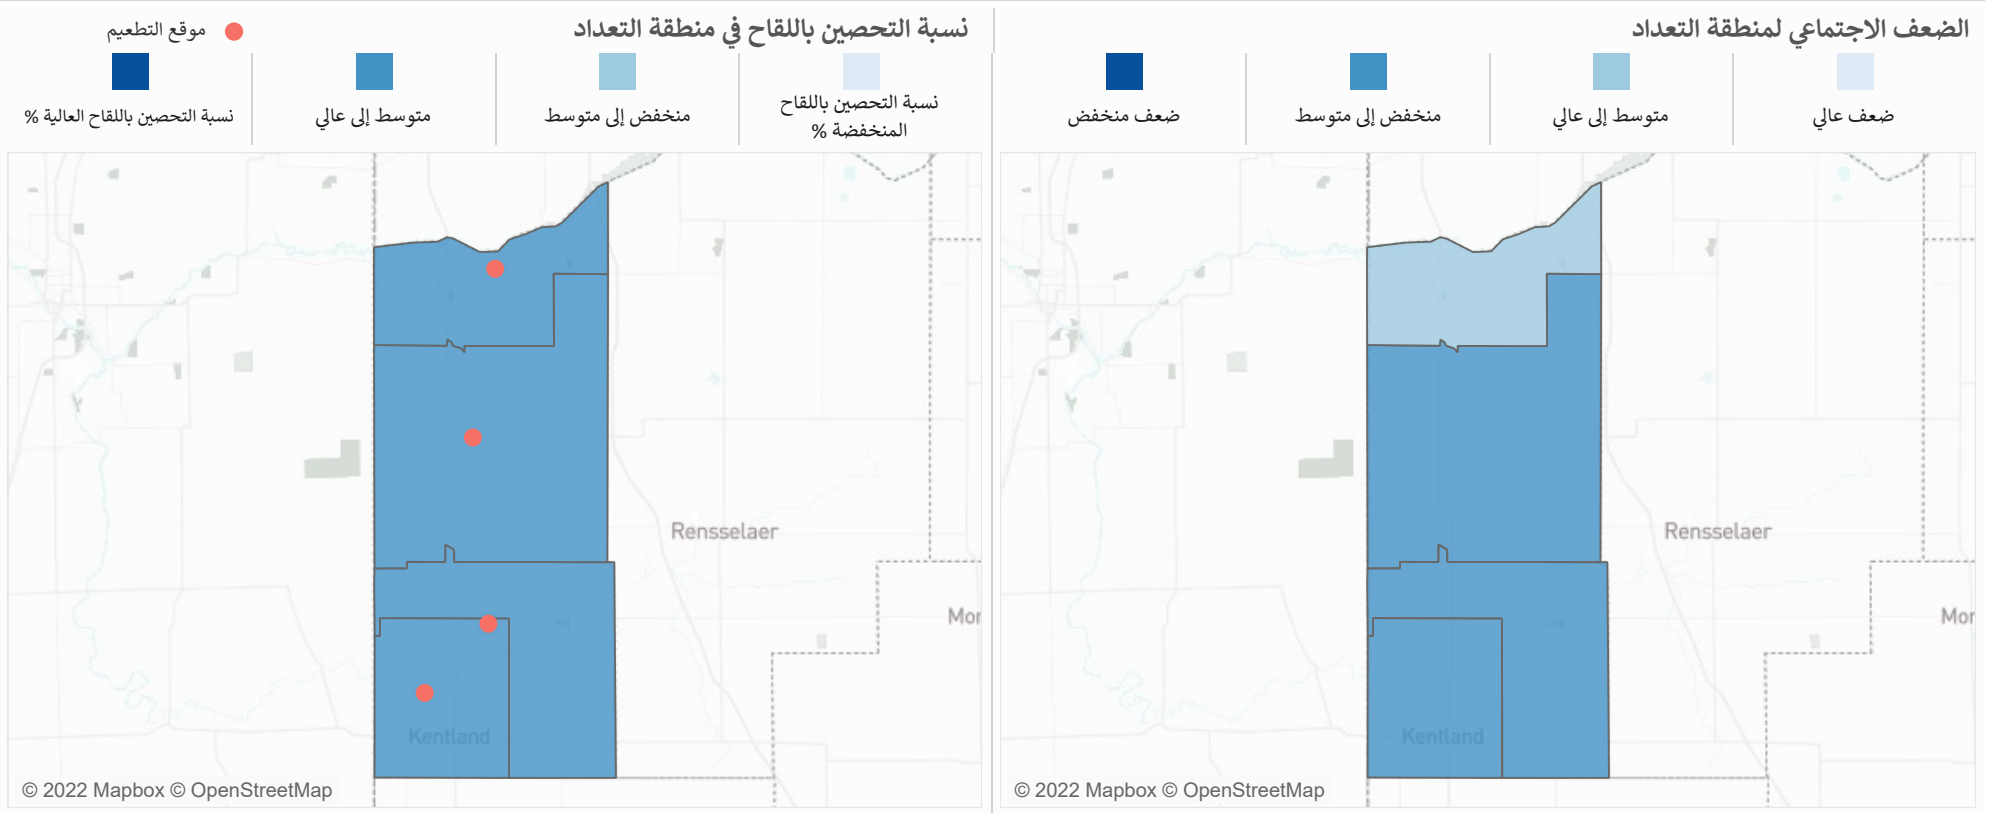 الضعف الاجتماعي لمنطقة التعداد
ضعف عالي
متوسط إلى عالي
منخفض إلى متوسط
ضعف منخفض
Rensselaer
Mor
Kentland
© 2022 Mapbox © OpenStreetMap
نسبة التحصين باللقاح في منطقة التعداد
موقع التطعيم
نسبة التحصين باللقاح
المنخفضة %
منخفض إلى متوسط
متوسط إلى عالي
نسبة التحصين باللقاح العالية %
Rensselaer
Mor
Kentland
© 2022 Mapbox © OpenStreetMap